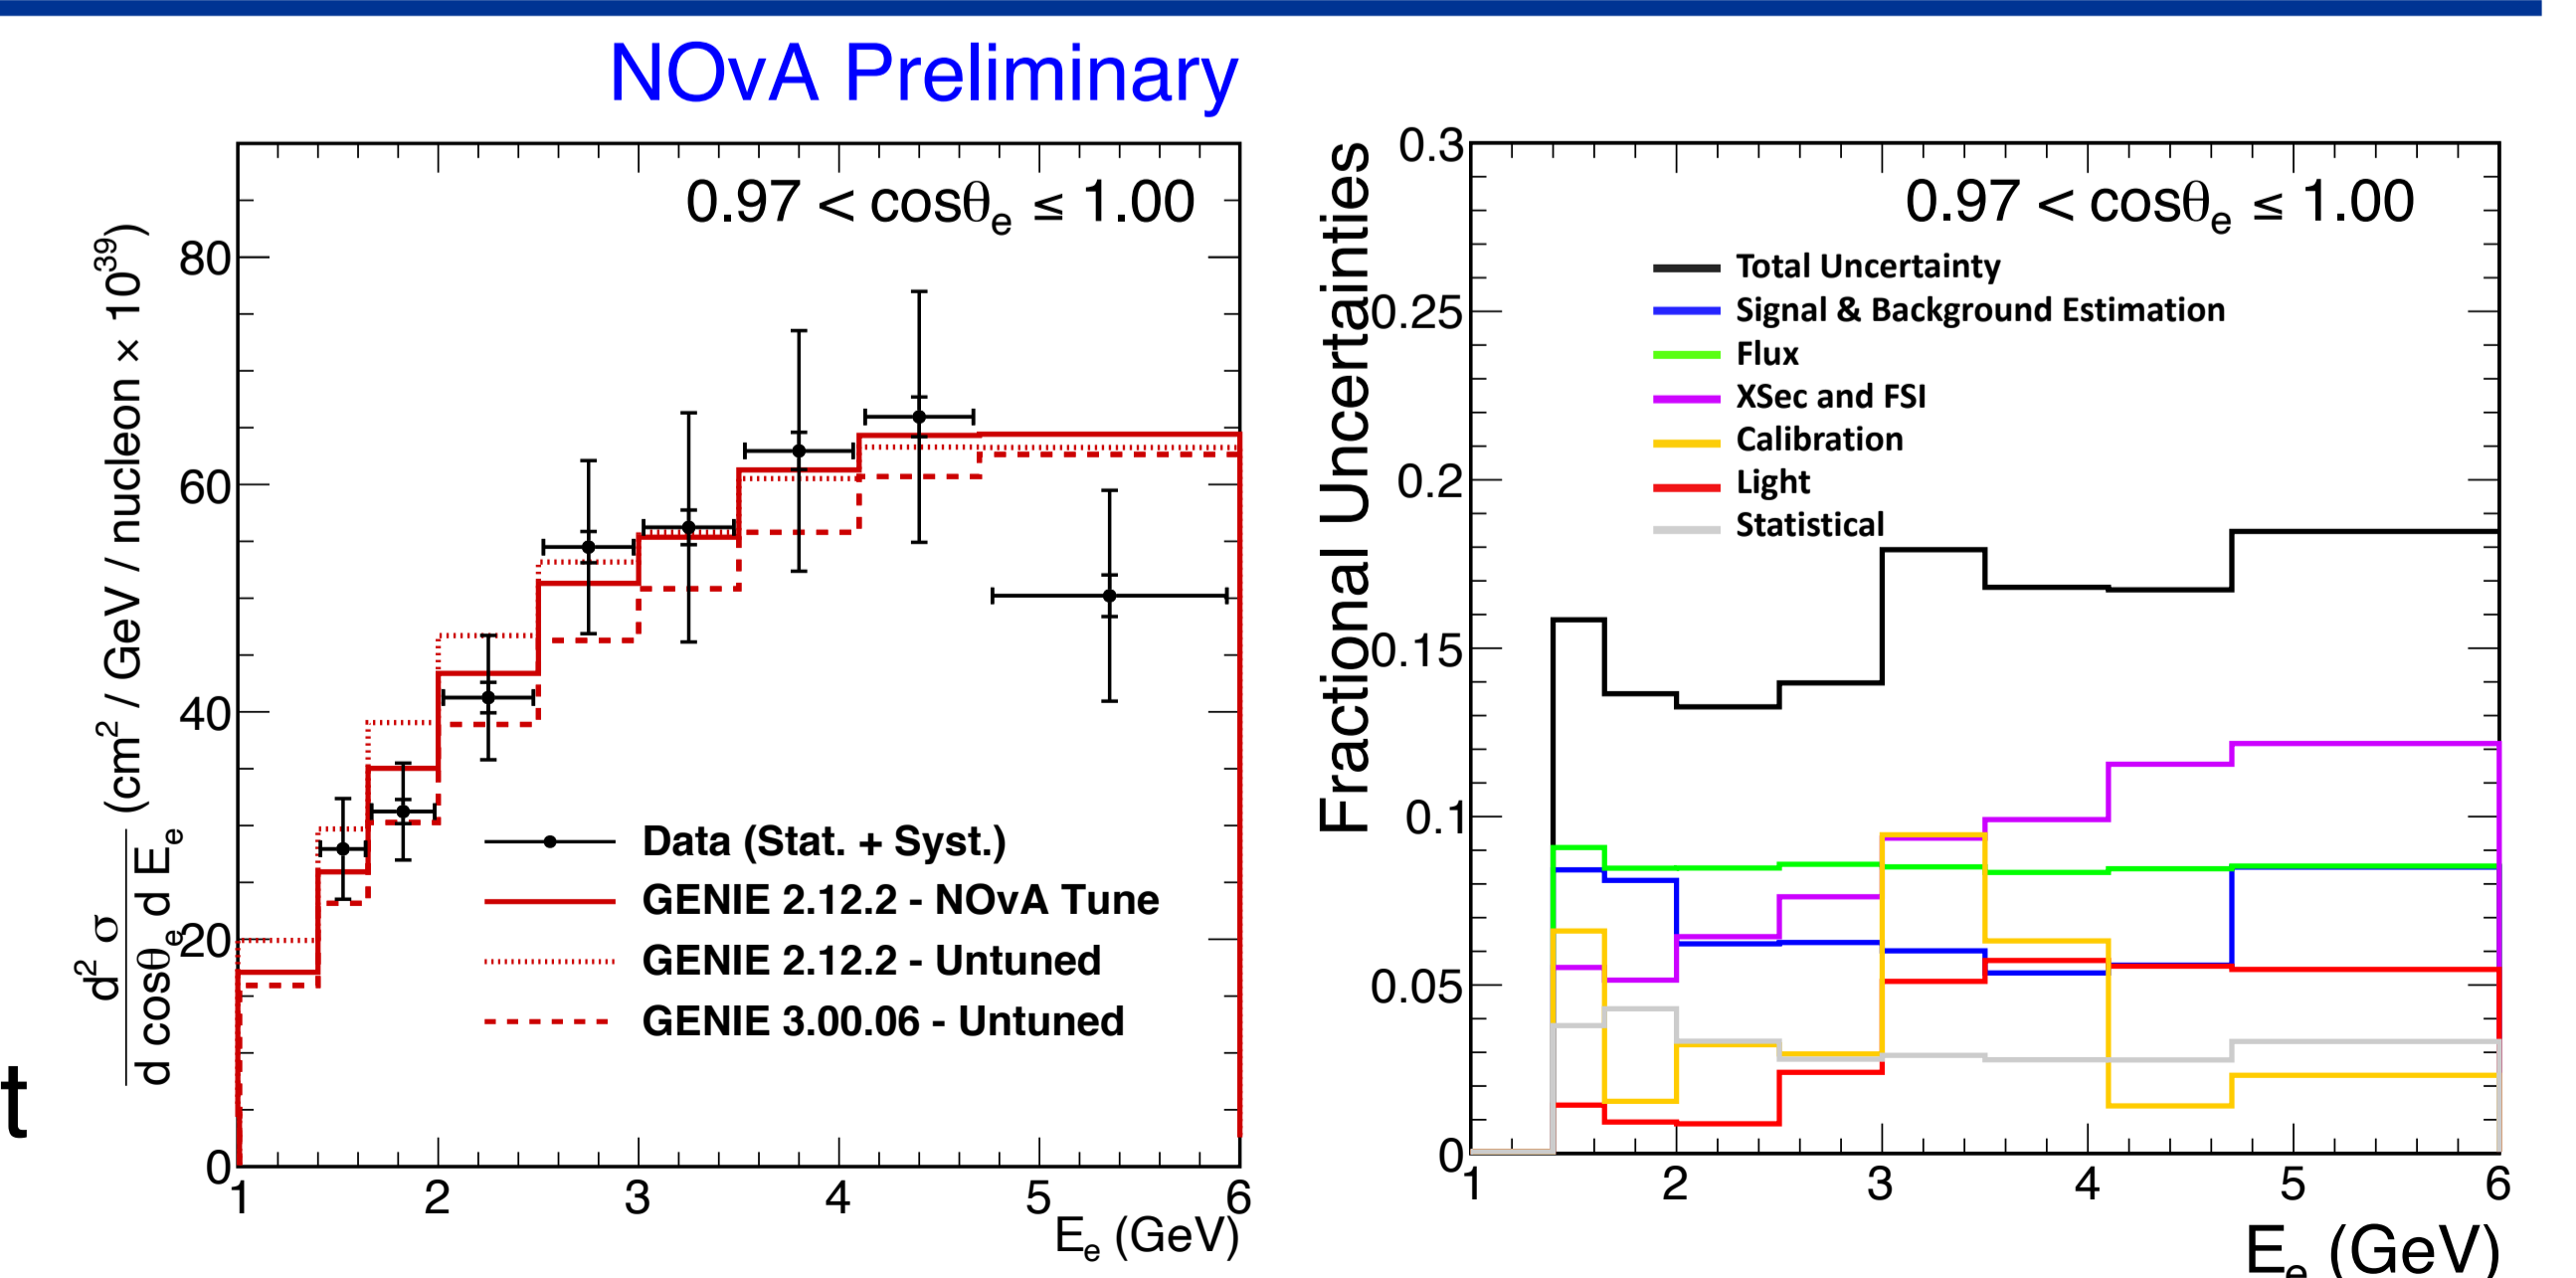 NOvA Preliminary
0.97 < cosθe ≤ 1.00
d² σ
d cosθe d Ee
(cm² / GeV / nucleon × 10³⁹)
80
60
40
20
0
Data (Stat. + Syst.)
GENIE 2.12.2 - NOvA Tune
GENIE 2.12.2 - Untuned
GENIE 3.00.06 - Untuned
1 2 3 4 5 6
Ee (GeV)
t
Fractional Uncertainties
0.3
0.25
0.2
0.15
0.1
0.05
0
0.97 < cosθe ≤ 1.00
Total Uncertainty
Signal & Background Estimation
Flux
XSec and FSI
Calibration
Light
Statistical
1 2 3 4 5 6
Ee (GeV)